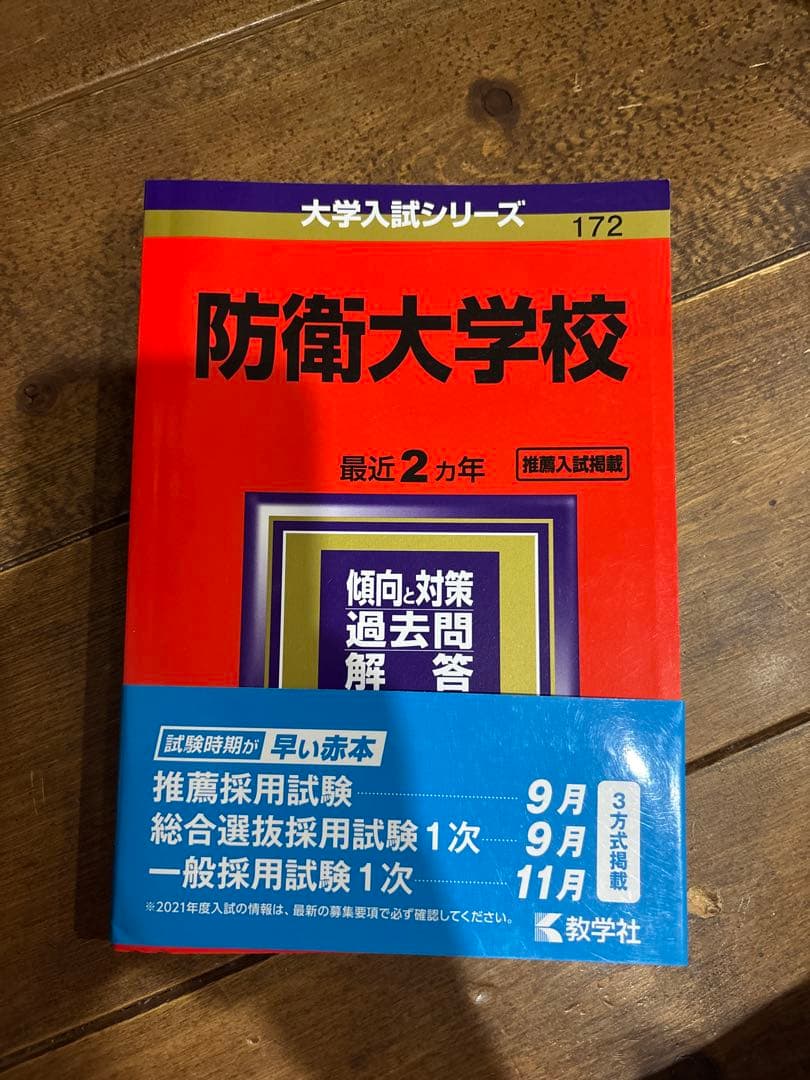 大学入試シリーズ
172
防衛大学校
最近2カ年
推薦入試掲載
傾向と対策
過去問
解答
試験時期が 早い赤本
推薦採用試験 9月
総合選抜採用試験1次 9月
一般採用試験1次 11月
3方式掲載
※2021年度入試の情報は、最新の募集要項で必ず確認してください。
教学社